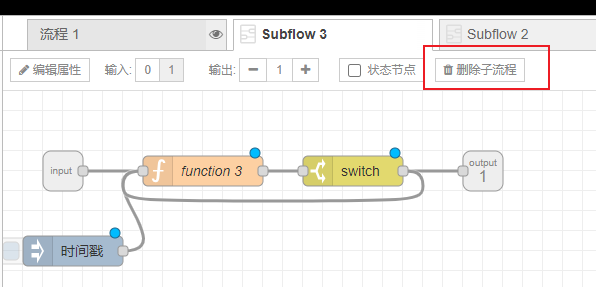 流程 1
Subflow 3
Subflow 2
编辑属性
输入: 0 1
输出: 1
状态节点
删除子流程
input
function 3
switch
output
1
时间戳